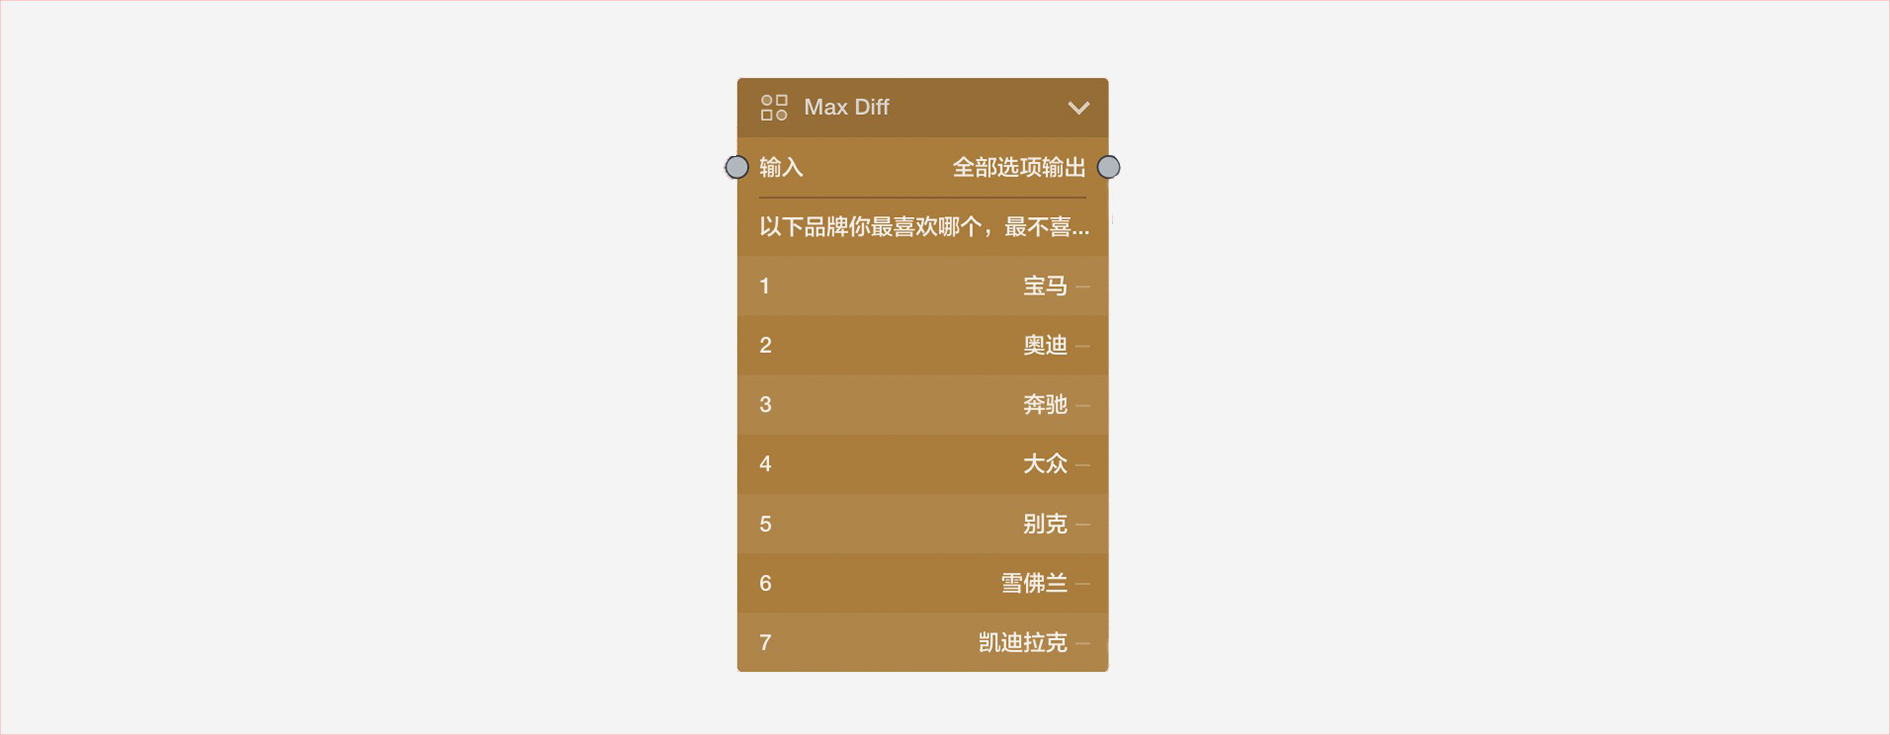 Max Diff
输入 全部选项输出
以下品牌你最喜欢哪个，最不喜...
1 宝马
2 奥迪
3 奔驰
4 大众
5 别克
6 雪佛兰
7 凯迪拉克